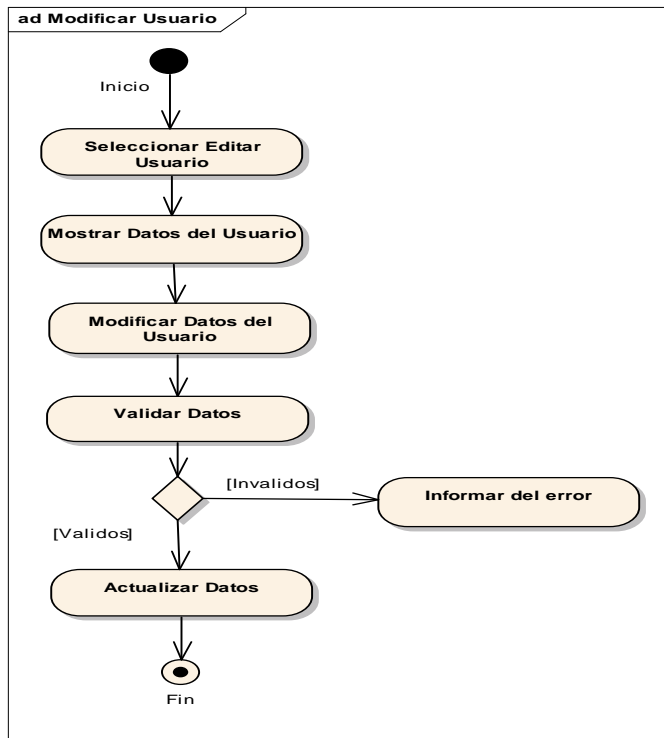 ad Modificar Usuario
Inicio
Seleccionar Editar
Usuario
Mostrar Datos del Usuario
Modificar Datos del
Usuario
Validar Datos
[Invalidos]
Informar del error
[Validos]
Actualizar Datos
Fin